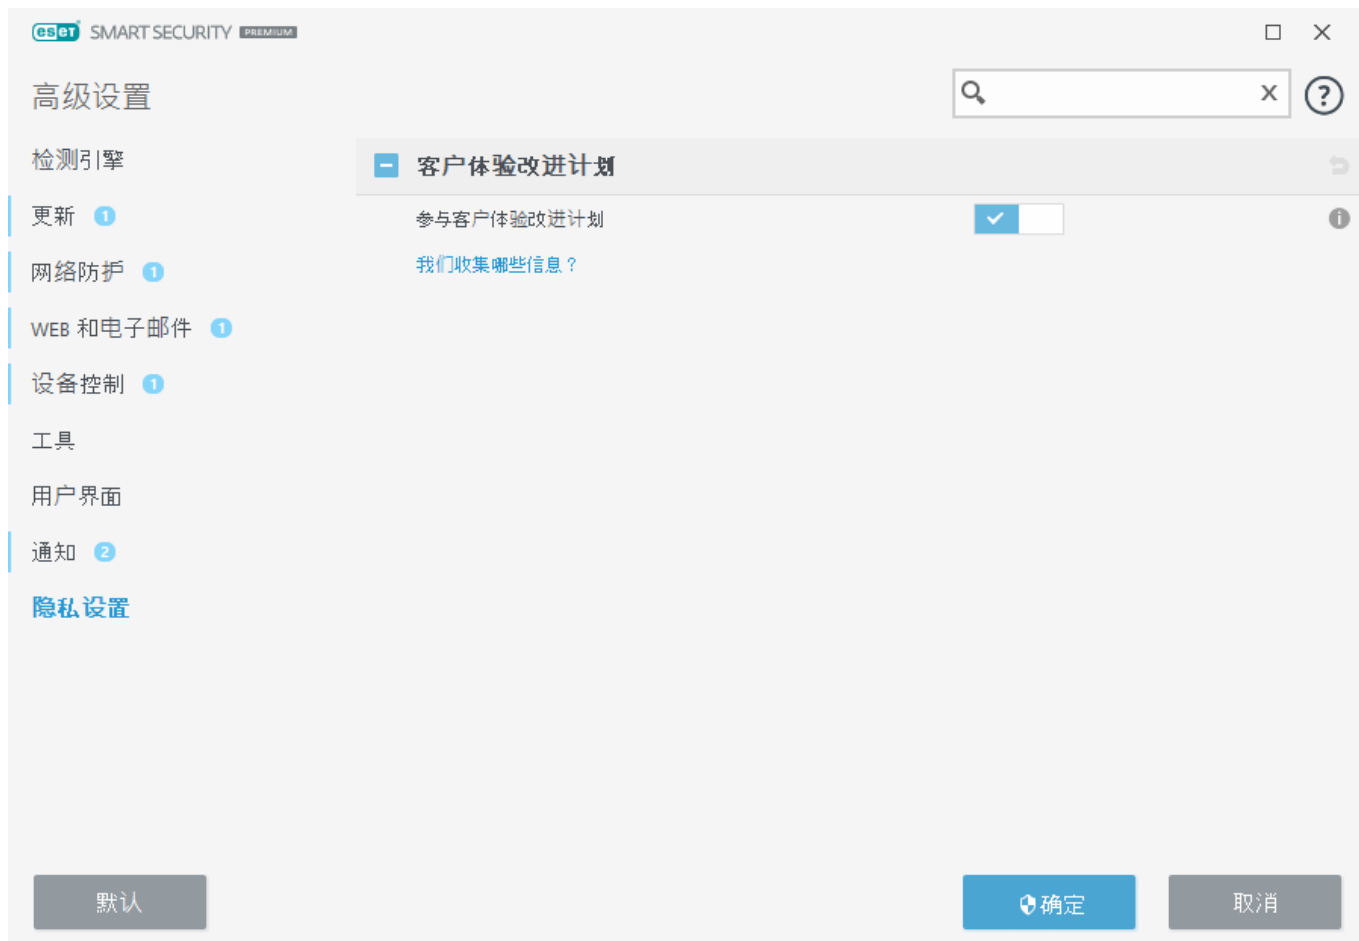 eset SMART SECURITY PREMIUM
高级设置
检测引擎
更新 1
网络防护 1
WEB 和电子邮件 1
设备控制 1
工具
用户界面
通知 2
隐私设置
客户体验改进计划
参与客户体验改进计划
我们收集哪些信息？
默认
确定
取消